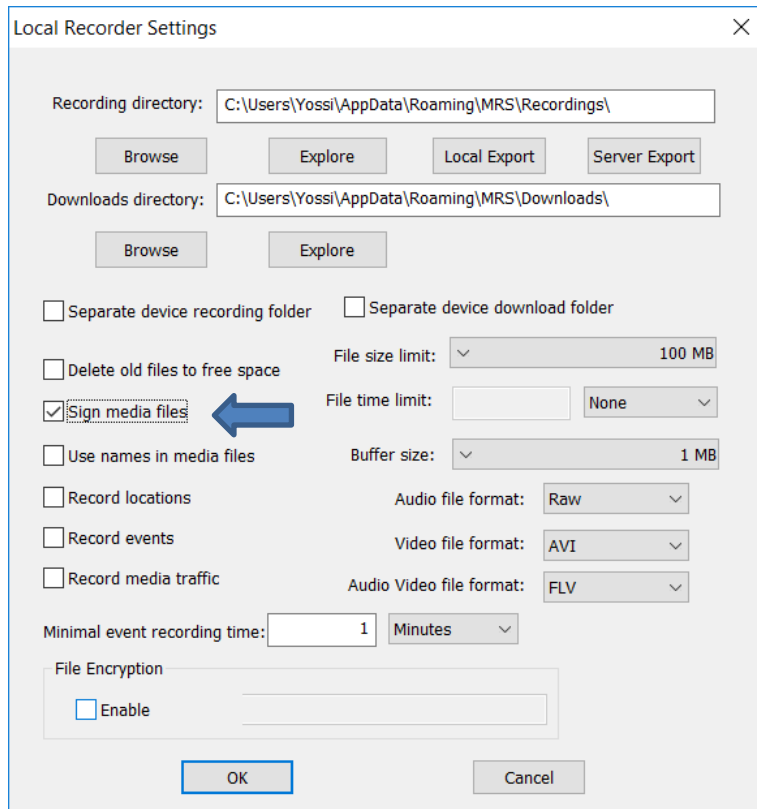 Local Recorder Settings
Recording directory: C:\Users\Yossi\AppData\Roaming\MRS\Recordings\
Browse Explore Local Export Server Export
Downloads directory: C:\Users\Yossi\AppData\Roaming\MRS\Downloads\
Browse Explore
Separate device recording folder Separate device download folder
File size limit: 100 MB
Delete old files to free space
Sign media files File time limit: None
Use names in media files Buffer size: 1 MB
Record locations Audio file format: Raw
Record events Video file format: AVI
Record media traffic Audio Video file format: FLV
Minimal event recording time: 1 Minutes
File Encryption
Enable
OK Cancel